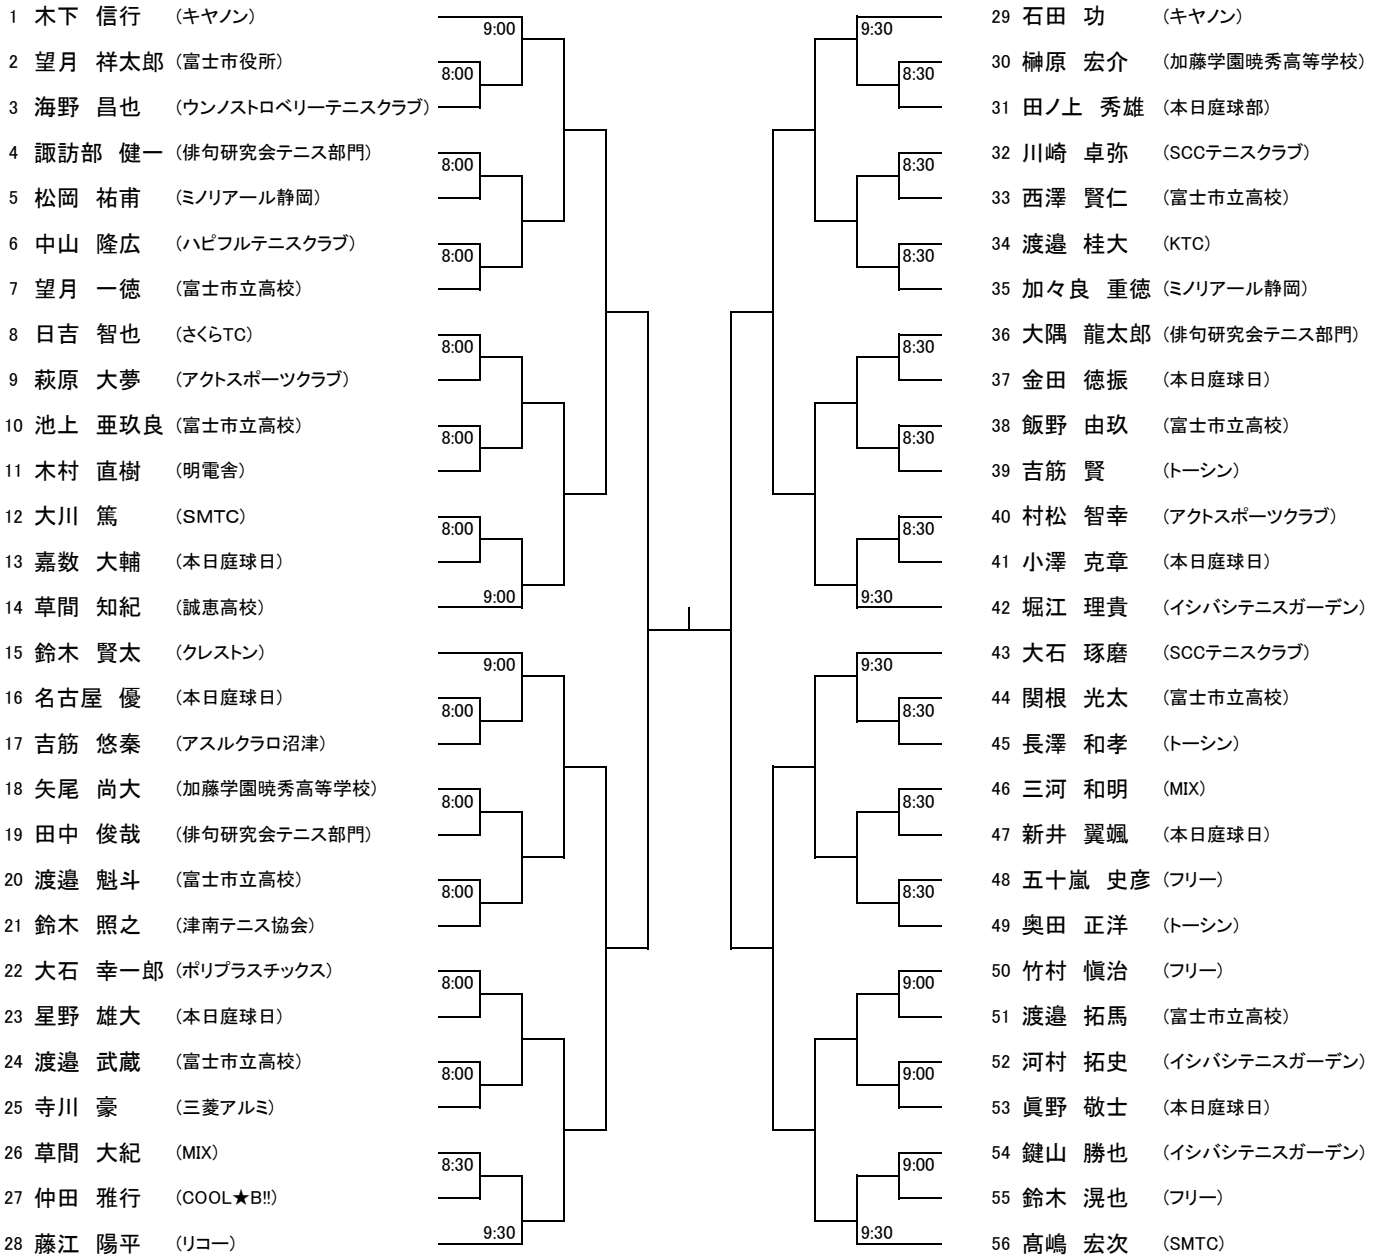 1 木下 信行 (キヤノン)
9:00
2 望月 祥太郎 (富士市役所)
8:00
3 海野 昌也 (ウンノストロベリーテニスクラブ)
4 諏訪部 健一 (俳句研究会テニス部門)
8:00
5 松岡 祐甫 (ミノリアール静岡)
6 中山 隆広 (ハピフルテニスクラブ)
8:00
7 望月 一徳 (富士市立高校)
8 日吉 智也 (さくらTC)
8:00
9 萩原 大夢 (アクトスポーツクラブ)
10 池上 亜玖良 (富士市立高校)
8:00
11 木村 直樹 (明電舎)
12 大川 篤 (SMTC)
8:00
13 嘉数 大輔 (本日庭球日)
14 草間 知紀 (誠恵高校)
9:00
15 鈴木 賢太 (クレストン)
9:00
16 名古屋 優 (本日庭球日)
8:00
17 吉筋 悠秦 (アスルクラロ沼津)
18 矢尾 尚大 (加藤学園暁秀高等学校)
8:00
19 田中 俊哉 (俳句研究会テニス部門)
20 渡邉 魁斗 (富士市立高校)
8:00
21 鈴木 照之 (津南テニス協会)
22 大石 幸一郎 (ポリプラスチックス)
8:00
23 星野 雄大 (本日庭球日)
24 渡邉 武蔵 (富士市立高校)
8:00
25 寺川 豪 (三菱アルミ)
26 草間 大紀 (MIX)
8:30
27 仲田 雅行 (COOL★B!!)
9:30
28 藤江 陽平 (リコー)
29 石田 功 (キヤノン)
9:30
30 榊原 宏介 (加藤学園暁秀高等学校)
8:30
31 田ノ上 秀雄 (本日庭球部)
32 川崎 卓弥 (SCCテニスクラブ)
8:30
33 西澤 賢仁 (富士市立高校)
34 渡邉 桂大 (KTC)
8:30
35 加々良 重徳 (ミノリアール静岡)
36 大隅 龍太郎 (俳句研究会テニス部門)
8:30
37 金田 徳振 (本日庭球日)
38 飯野 由玖 (富士市立高校)
8:30
39 吉筋 賢 (トーシン)
40 村松 智幸 (アクトスポーツクラブ)
8:30
41 小澤 克章 (本日庭球日)
42 堀江 理貴 (イシバシテニスガーデン)
9:30
43 大石 琢磨 (SCCテニスクラブ)
9:30
44 関根 光太 (富士市立高校)
8:30
45 長澤 和孝 (トーシン)
46 三河 和明 (MIX)
8:30
47 新井 翼颯 (本日庭球日)
48 五十嵐 史彦 (フリー)
8:30
49 奥田 正洋 (トーシン)
50 竹村 愼治 (フリー)
9:00
51 渡邉 拓馬 (富士市立高校)
52 河村 拓史 (イシバシテニスガーデン)
9:00
53 眞野 敬士 (本日庭球日)
54 鍵山 勝也 (イシバシテニスガーデン)
9:00
55 鈴木 滉也 (フリー)
9:30
56 髙嶋 宏次 (SMTC)